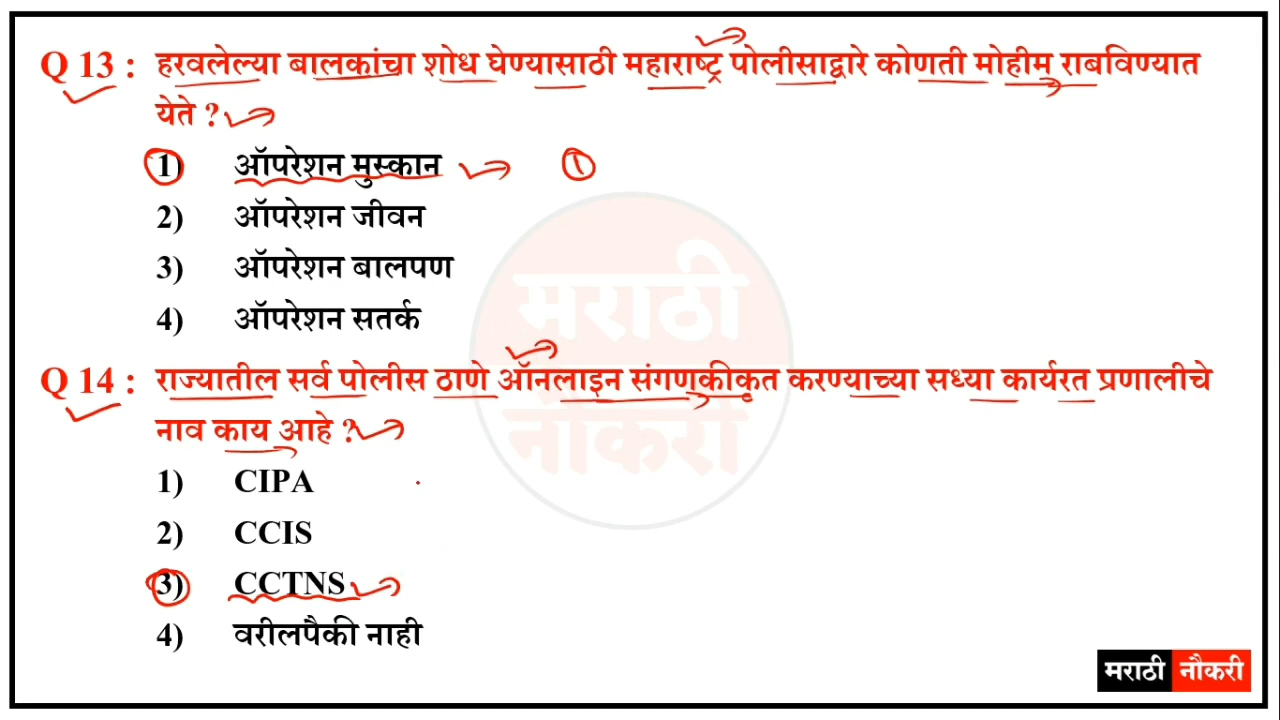 Q 13 : हरवलेल्या बालकांचा शोध घेण्यासाठी महाराष्ट्र पोलीसाद्वारे कोणती मोहीम राबविण्यात
येते ?
1) ऑपरेशन मुस्कान ①
2) ऑपरेशन जीवन
3) ऑपरेशन बालपण
4) ऑपरेशन सतर्क
मराठी
नौकरी
Q 14 : राज्यातील सर्व पोलीस ठाणे ऑनलाइन संगणकीकृत करण्याच्या सध्या कार्यरत प्रणालीचे
नाव काय आहे ?
1) CIPA
2) CCIS
3) CCTNS
4) वरीलपैकी नाही
मराठी नौकरी